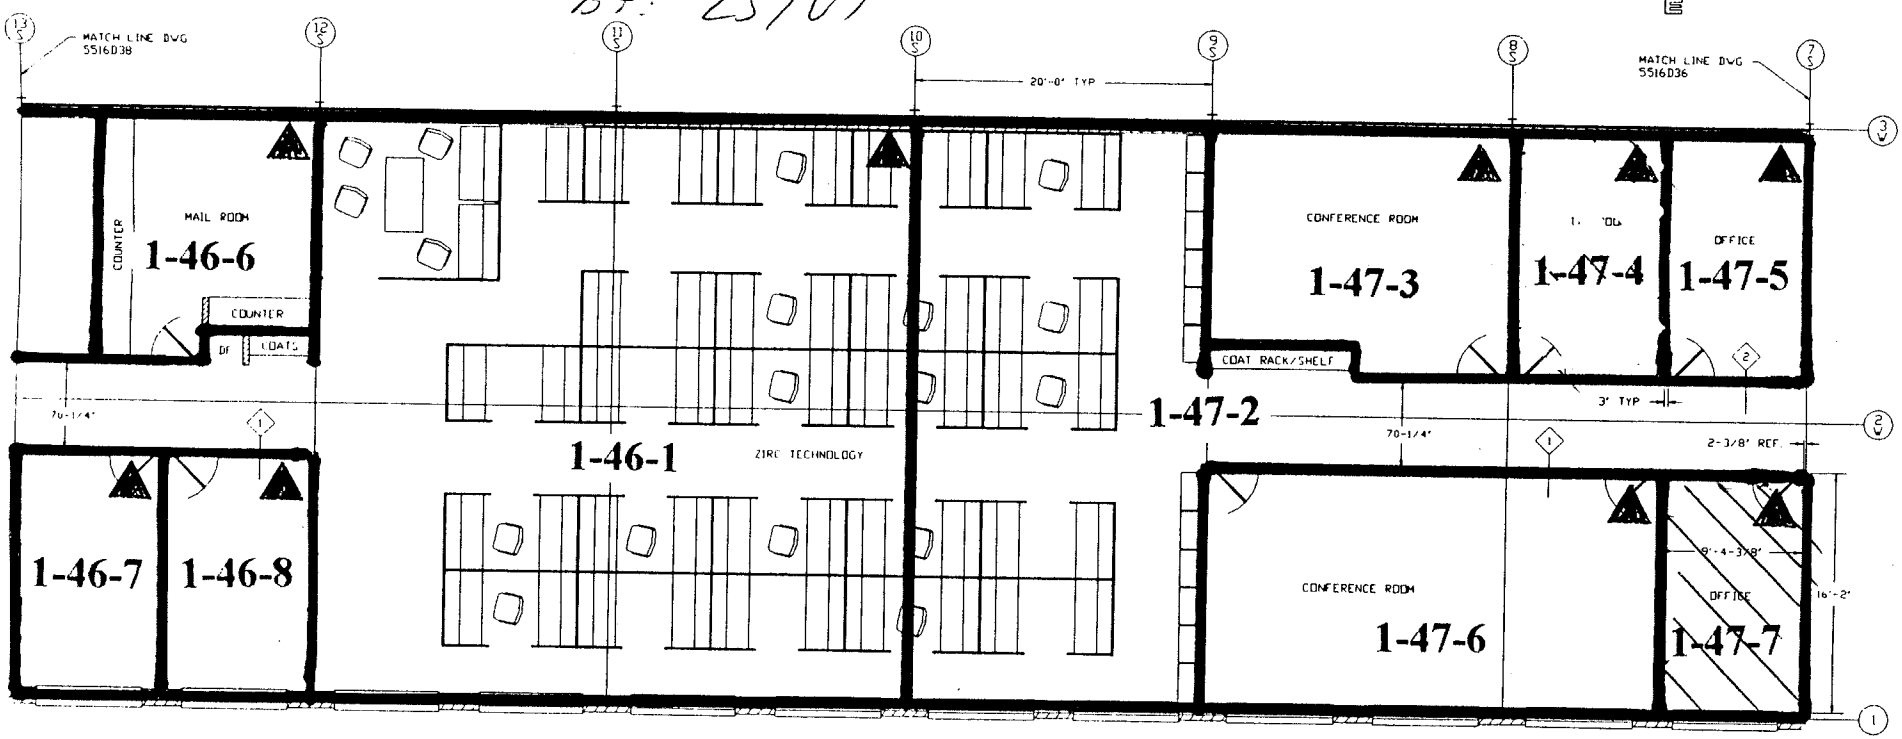 13
S
MATCH LINE DWG
5516D38
12
S
11
S
10
S
9
S
8
S
7
S
MATCH LINE DWG
5516D36
20'-0" TYP
3
W
MAIL ROOM
1-46-6
COUNTER
COUNTER
DF
COATS
CONFERENCE ROOM
1-47-3
1-47-4
OFFICE
1-47-5
COAT RACK/SHELF
2
3" TYP
70-1/4"
1
1-47-2
70-1/4"
1
2-3/8" REF.
2
W
1-46-1
ZIRC TECHNOLOGY
1-46-7
1-46-8
CONFERENCE ROOM
1-47-6
9'-4-3/8"
OFFICE
1-47-7
16'-2"
1